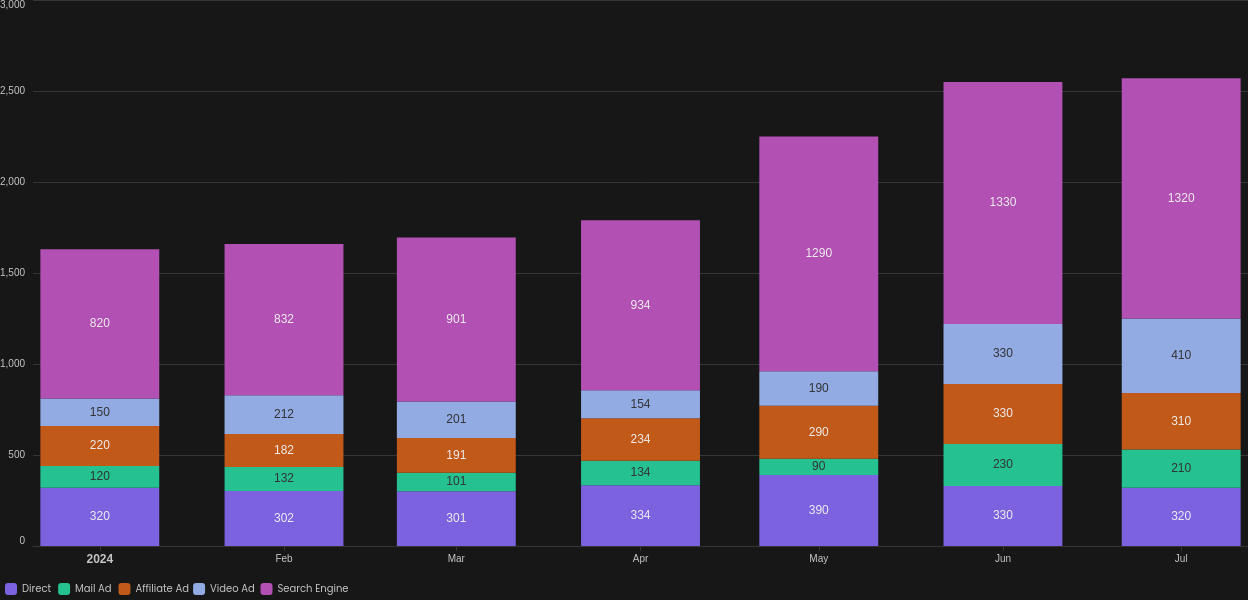 3,000
2,500
2,000
1,500
1,000
500
0
820 832 901 934 1290 1330 1320
150 212 201 154 190 330 410
220 182 191 234 290 330 310
120 132 101 134 90 230 210
320 302 301 334 390 330 320
2024 Feb Mar Apr May Jun Jul
Direct Mail Ad Affiliate Ad Video Ad Search Engine